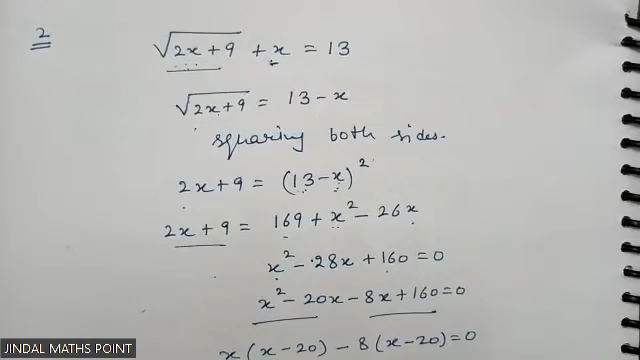 2
√(2x+9) + x = 13
√(2x+9) = 13-x
squaring both sides.
2x+9 = (13-x)²
2x+9 = 169+x²-26x
x²-28x+160=0
x²-20x-8x+160=0
x(x-20)-8(x-20)=0
JINDAL MATHS POINT